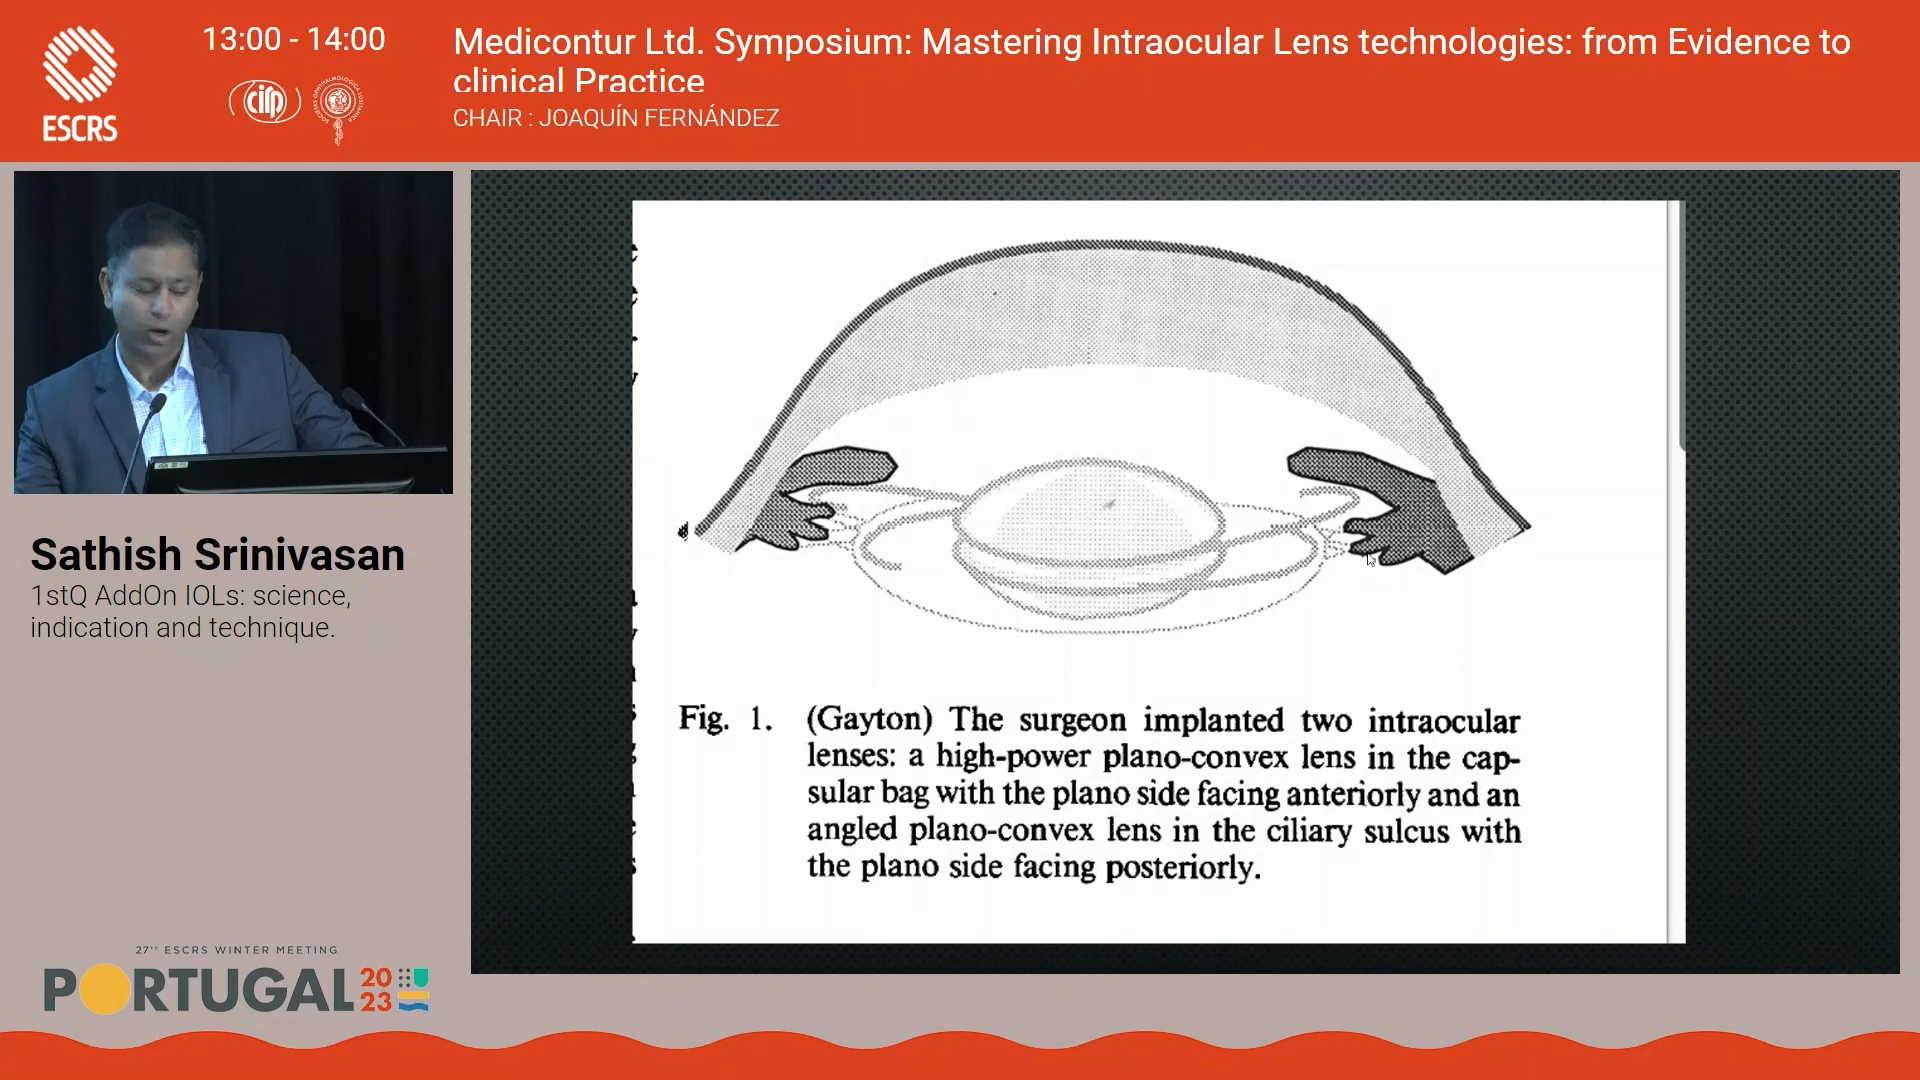 ESCRS
13:00 - 14:00
cirp
Medicontur Ltd. Symposium: Mastering Intraocular Lens technologies: from Evidence to
clinical Practice
CHAIR : JOAQUÍN FERNÁNDEZ
Sathish Srinivasan
1stQ AddOn IOLs: science,
indication and technique.
Fig. 1. (Gayton) The surgeon implanted two intraocular
lenses: a high-power plano-convex lens in the cap-
sular bag with the plano side facing anteriorly and an
angled plano-convex lens in the ciliary sulcus with
the plano side facing posteriorly.
27TH ESCRS WINTER MEETING
PORTUGAL 20
23